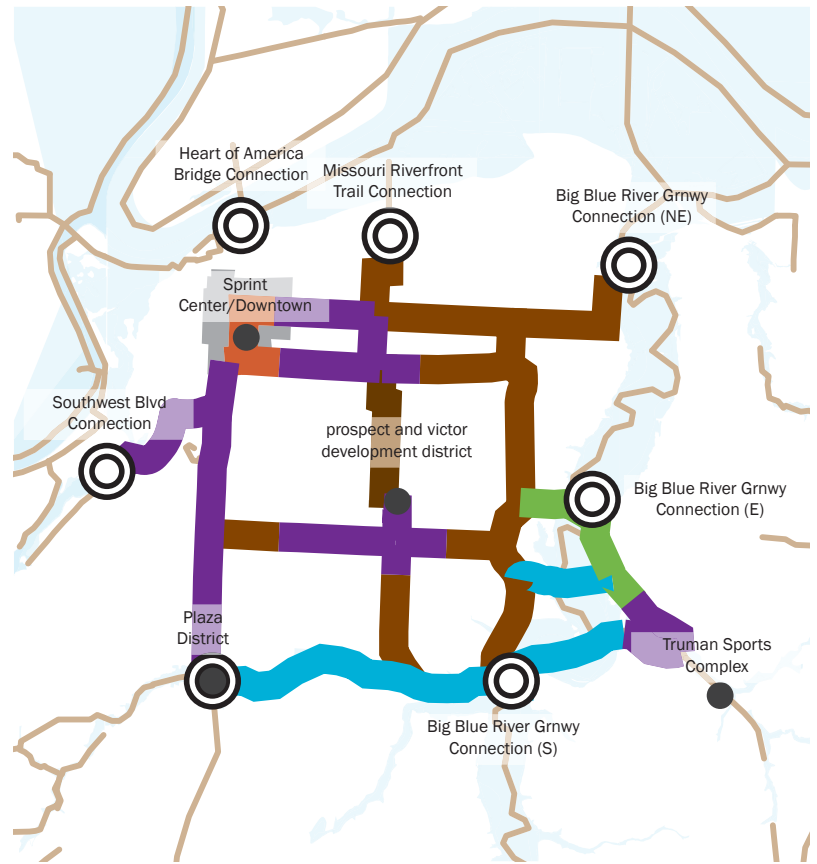 Heart of America
Bridge Connection
Missouri Riverfront
Trail Connection
Big Blue River Grnwy
Connection (NE)
Sprint
Center/Downtown
Southwest Blvd
Connection
prospect and victor
development district
Big Blue River Grnwy
Connection (E)
Plaza
District
Truman Sports
Complex
Big Blue River Grnwy
Connection (S)